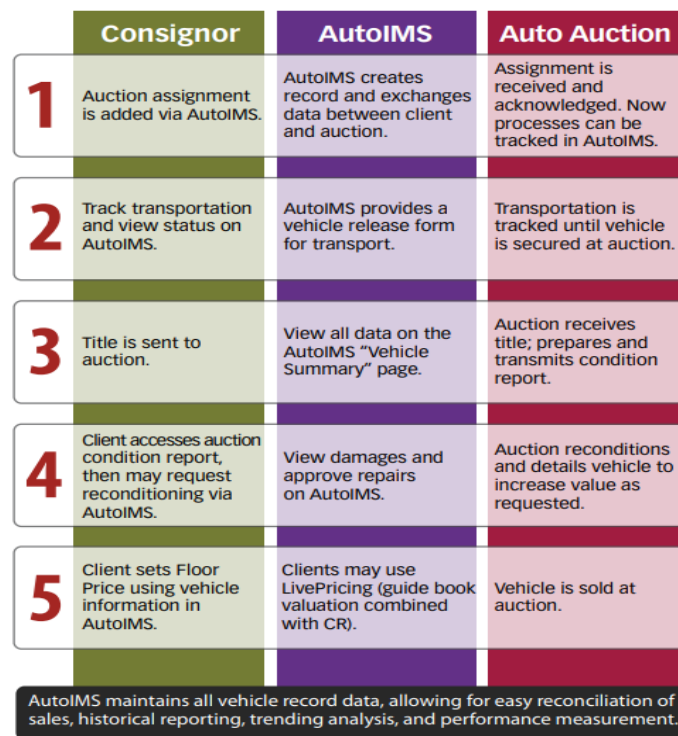 Consignor
AutoIMS
Auto Auction
1
Auction assignment
is added via AutoIMS.
AutoIMS creates
record and exchanges
data between client
and auction.
Assignment is
received and
acknowledged. Now
processes can be
tracked in AutoIMS.
2
Track transportation
and view status on
AutoIMS.
AutoIMS provides a
vehicle release form
for transport.
Transportation is
tracked until vehicle
is secured at auction.
3
Title is sent to
auction.
View all data on the
AutoIMS “Vehicle
Summary” page.
Auction receives
title; prepares and
transmits condition
report.
4
Client accesses auction
condition report,
then may request
reconditioning via
AutoIMS.
View damages and
approve repairs
on AutoIMS.
Auction reconditions
and details vehicle to
increase value as
requested.
5
Client sets Floor
Price using vehicle
information in
AutoIMS.
Clients may use
LivePricing (guide book
valuation combined
with CR).
Vehicle is sold at
auction.
AutoIMS maintains all vehicle record data, allowing for easy reconciliation of
sales, historical reporting, trending analysis, and performance measurement.